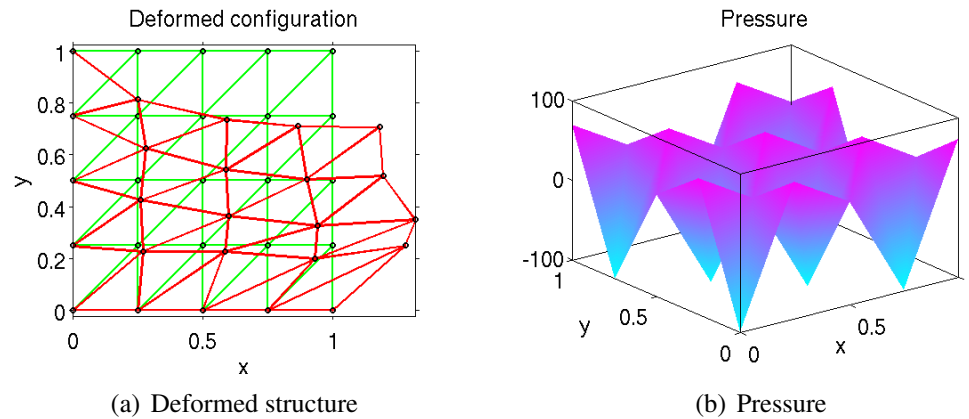 Deformed configuration
1
0.8
0.6
0.4
0.2
0
y
0
0.5
1
x
(a) Deformed structure
Pressure
100
0
-100
1
0.5
0
y
0
0.5
x
(b) Pressure